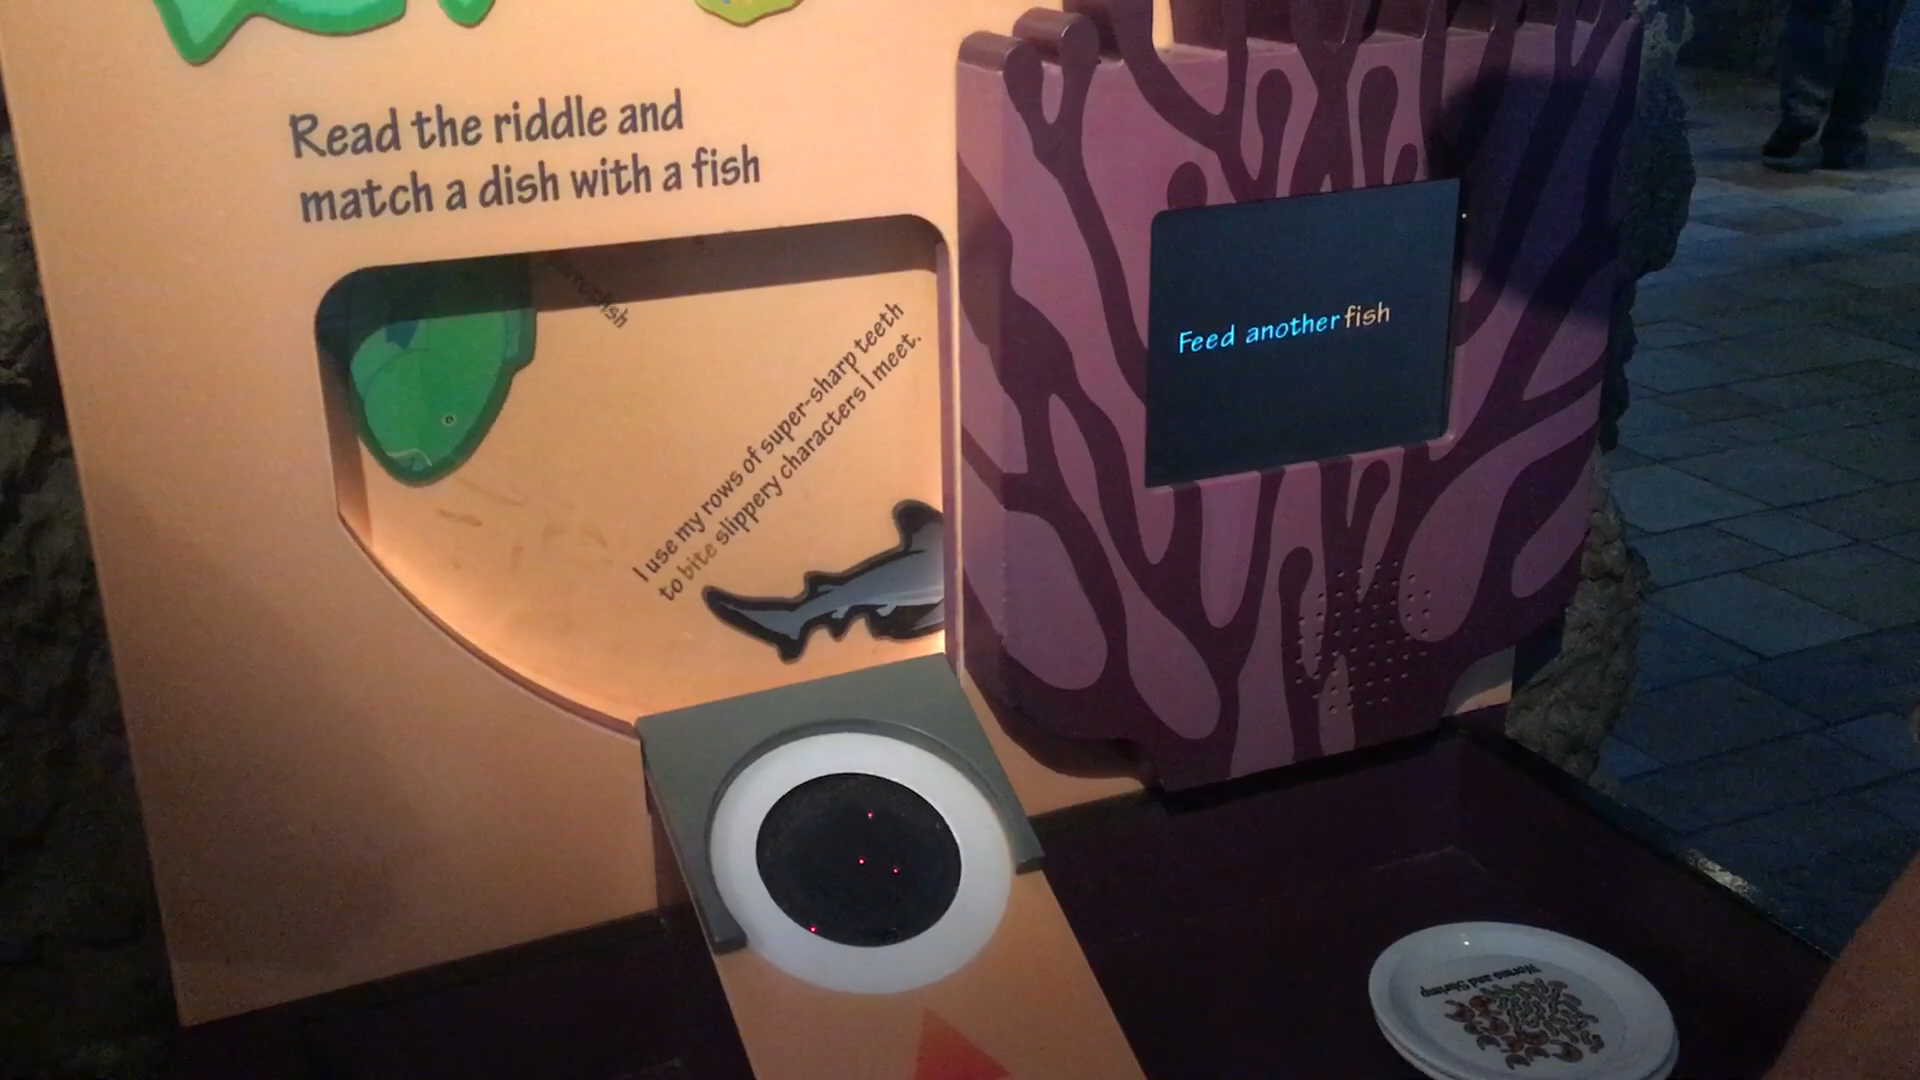 Read the riddle and
match a dish with a fish
I use my rows of super-sharp teeth
to bite slippery characters I meet.
Feed another fish
Worms and Shrimp